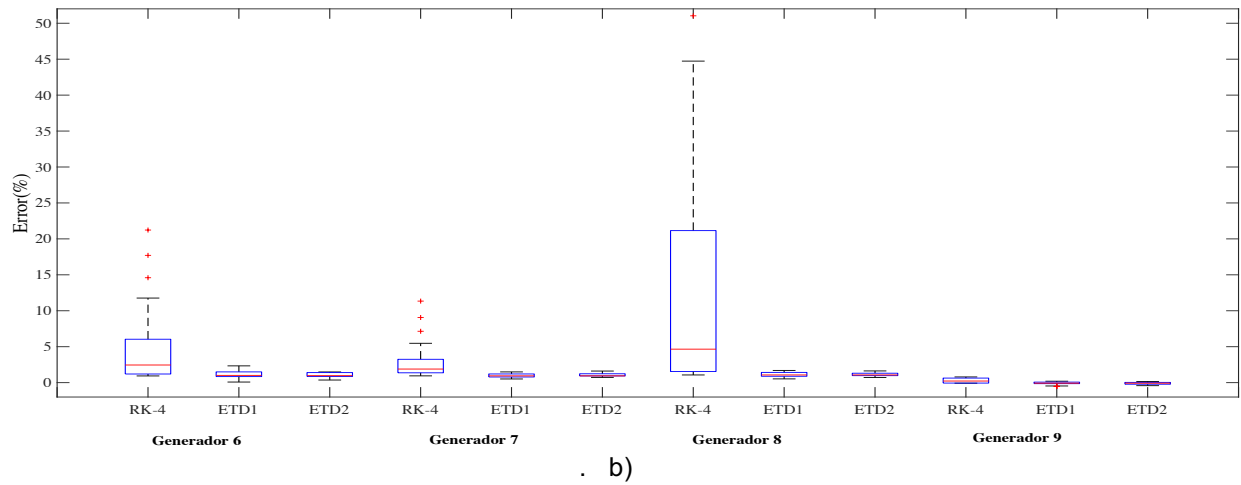 50
45
40
35
30
25
20
15
10
5
0
Error(%)
RK-4 ETD1 ETD2 RK-4 ETD1 ETD2 RK-4 ETD1 ETD2 RK-4 ETD1 ETD2
Generador 6 Generador 7 Generador 8 Generador 9
. b)